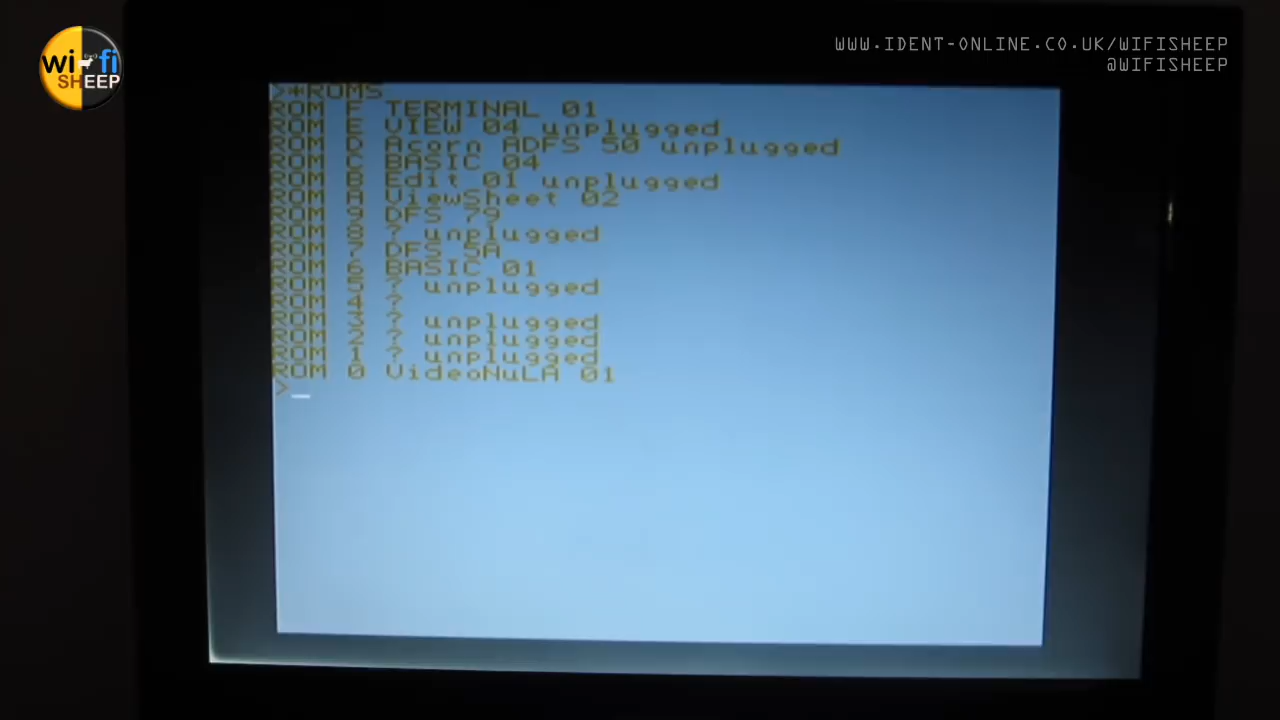 wi-fi
SHEEP
WWW.IDENT-ONLINE.CO.UK/WIFISHEEP
@WIFISHEEP
>*ROMS
ROM F TERMINAL 01
ROM E VIEW 04 unplugged
ROM D Acorn ADFS 50 unplugged
ROM C BASIC 04
ROM B Edit 01 unplugged
ROM A ViewSheet 02
ROM 9 DFS 79
ROM 8 ? unplugged
ROM 7 DFS 5A
ROM 6 BASIC 01
ROM 5 ? unplugged
ROM 4 ?
ROM 3 ? unplugged
ROM 2 ? unplugged
ROM 1 ? unplugged
ROM 0 VideoNuLA 01
>_